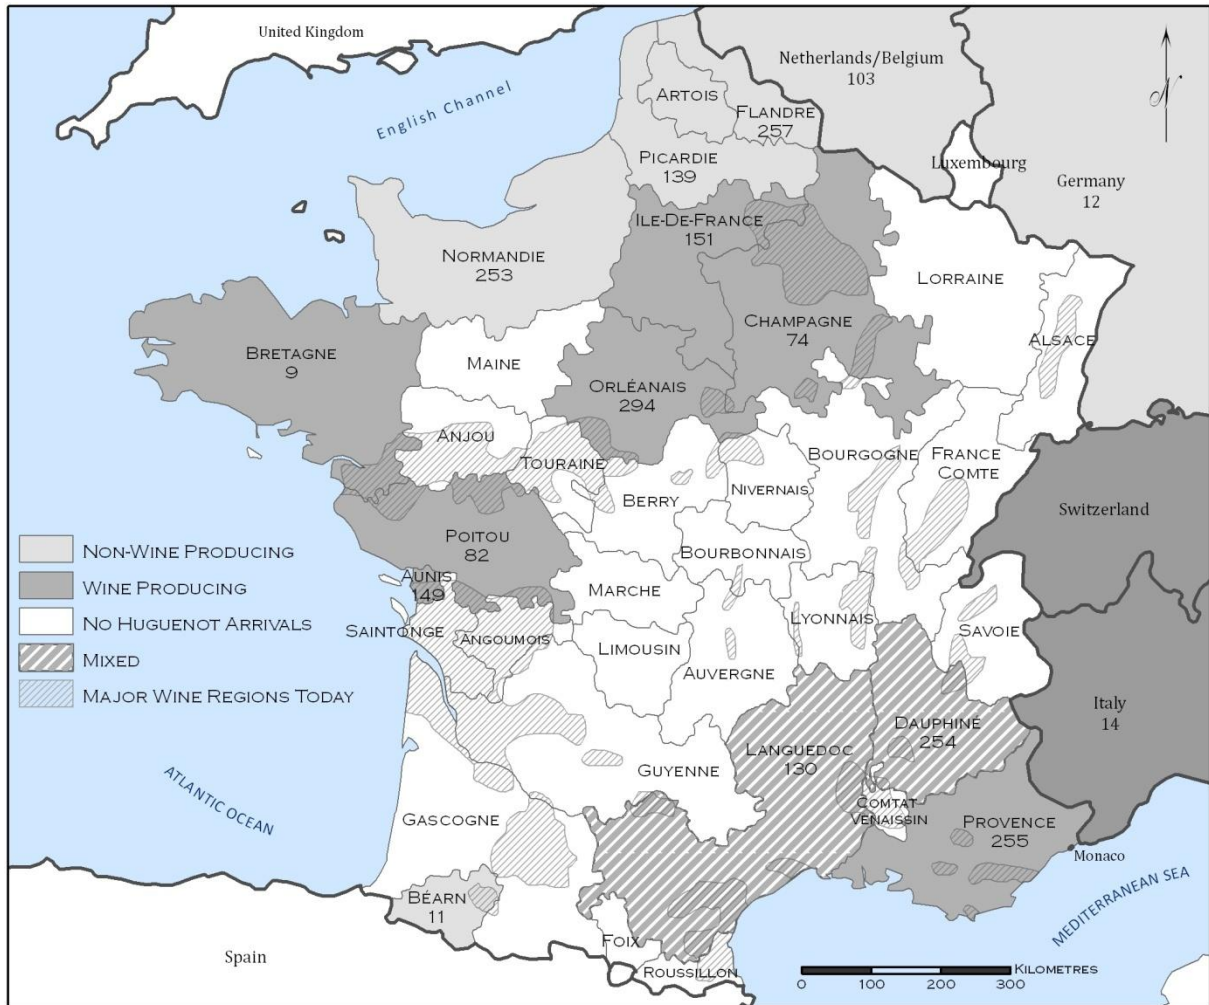 United Kingdom
English Channel
Netherlands/Belgium
103
ARTOIS
FLANDRE
257
PICARDIE
139
Luxembourg
Germany
12
N
ILE-DE-FRANCE
151
NORMANDIE
253
LORRAINE
CHAMPAGNE
74
ALSACE
BRETAGNE
9
MAINE
ORLÉANAIS
294
ANJOU
TOURAINE
BERRY
NIVERNAIS
BOURGOGNE
FRANCE
COMTE
Switzerland
POITOU
82
BOURBONNAIS
AUNIS
149
MARCHE
SAINTONGE
ANGOUMOIS
LIMOUSIN
AUVERGNE
LYONNAIS
SAVOIE
NON-WINE PRODUCING
WINE PRODUCING
NO HUGUENOT ARRIVALS
MIXED
MAJOR WINE REGIONS TODAY
Italy
14
DAUPHINÉ
254
LANGUEDOC
130
GUYENNE
COMTAT
VENAISSIN
ATLANTIC OCEAN
GASCOGNE
PROVENCE
255
Monaco
MEDITERRANEAN SEA
BÉARN
11
FOIX
ROUSSILLON
Spain
KILOMETRES
0 100 200 300